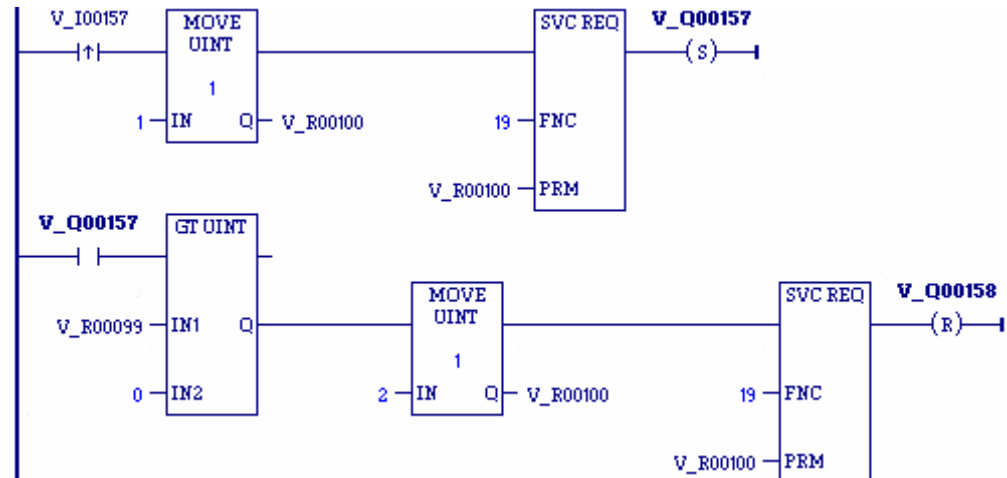 V_I00157
MOVE
UINT
1
1 IN Q V_R00100
SVC REQ
19 FNC
V_R00100 PRM
V_Q00157
(S)
V_Q00157
GT UINT
V_R00099 IN1 Q
0 IN2
MOVE
UINT
1
2 IN Q V_R00100
SVC REQ
19 FNC
V_R00100 PRM
V_Q00158
(R)